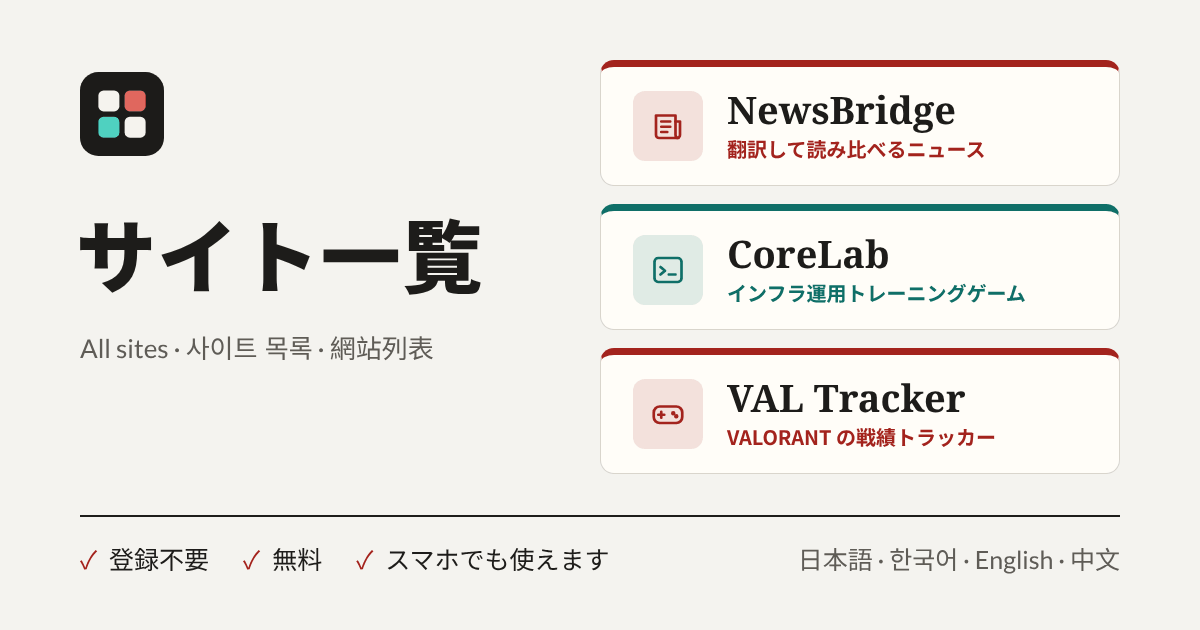 サイト一覧
All sites · 사이트 목록 · 網站列表
NewsBridge
翻訳して読み比べるニュース
CoreLab
インフラ運用トレーニングゲーム
VAL Tracker
VALORANT の戦績トラッカー
✓ 登録不要 ✓ 無料 ✓ スマホでも使えます
日本語 · 한국어 · English · 中文